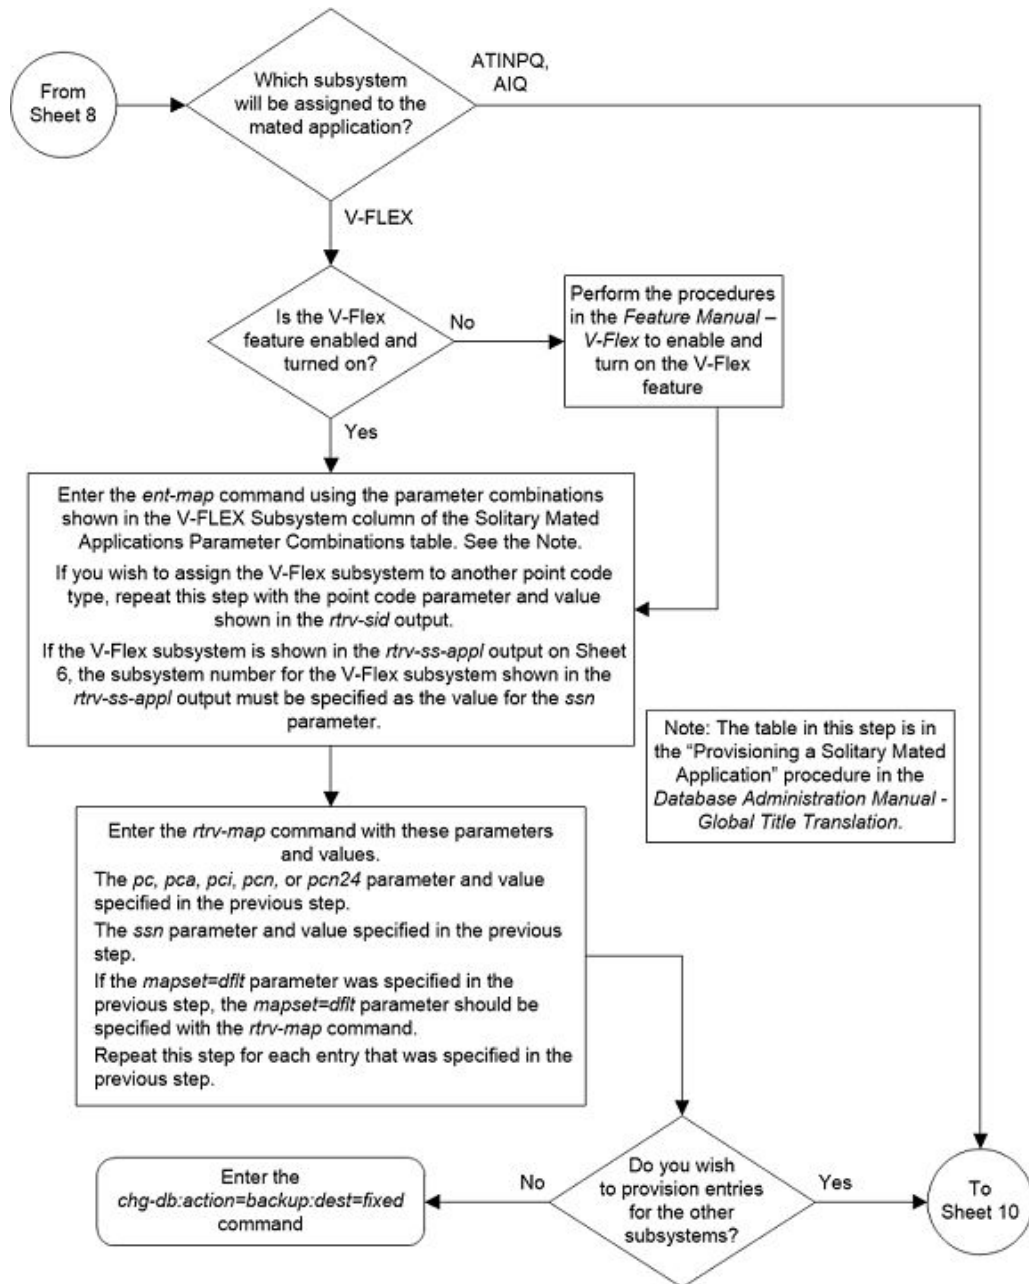 From
Sheet 8
Which subsystem
will be assigned to the
mated application?
ATINPQ,
AIQ
V-FLEX
Is the V-Flex
feature enabled and
turned on?
No
Perform the procedures
in the Feature Manual –
V-Flex to enable and
turn on the V-Flex
feature
Yes
Enter the ent-map command using the parameter combinations
shown in the V-FLEX Subsystem column of the Solitary Mated
Applications Parameter Combinations table. See the Note.
If you wish to assign the V-Flex subsystem to another point code
type, repeat this step with the point code parameter and value
shown in the rtrv-sid output.
If the V-Flex subsystem is shown in the rtrv-ss-appl output on Sheet
6, the subsystem number for the V-Flex subsystem shown in the
rtrv-ss-appl output must be specified as the value for the ssn
parameter.
Note: The table in this step is in
the “Provisioning a Solitary Mated
Application” procedure in the
Database Administration Manual -
Global Title Translation.
Enter the rtrv-map command with these parameters
and values.
The pc, pca, pci, pcn, or pcn24 parameter and value
specified in the previous step.
The ssn parameter and value specified in the previous
step.
If the mapset=dflt parameter was specified in the
previous step, the mapset=dflt parameter should be
specified with the rtrv-map command.
Repeat this step for each entry that was specified in the
previous step.
Do you wish
to provision entries
for the other
subsystems?
No
Enter the
chg-db:action=backup:dest=fixed
command
Yes
To
Sheet 10